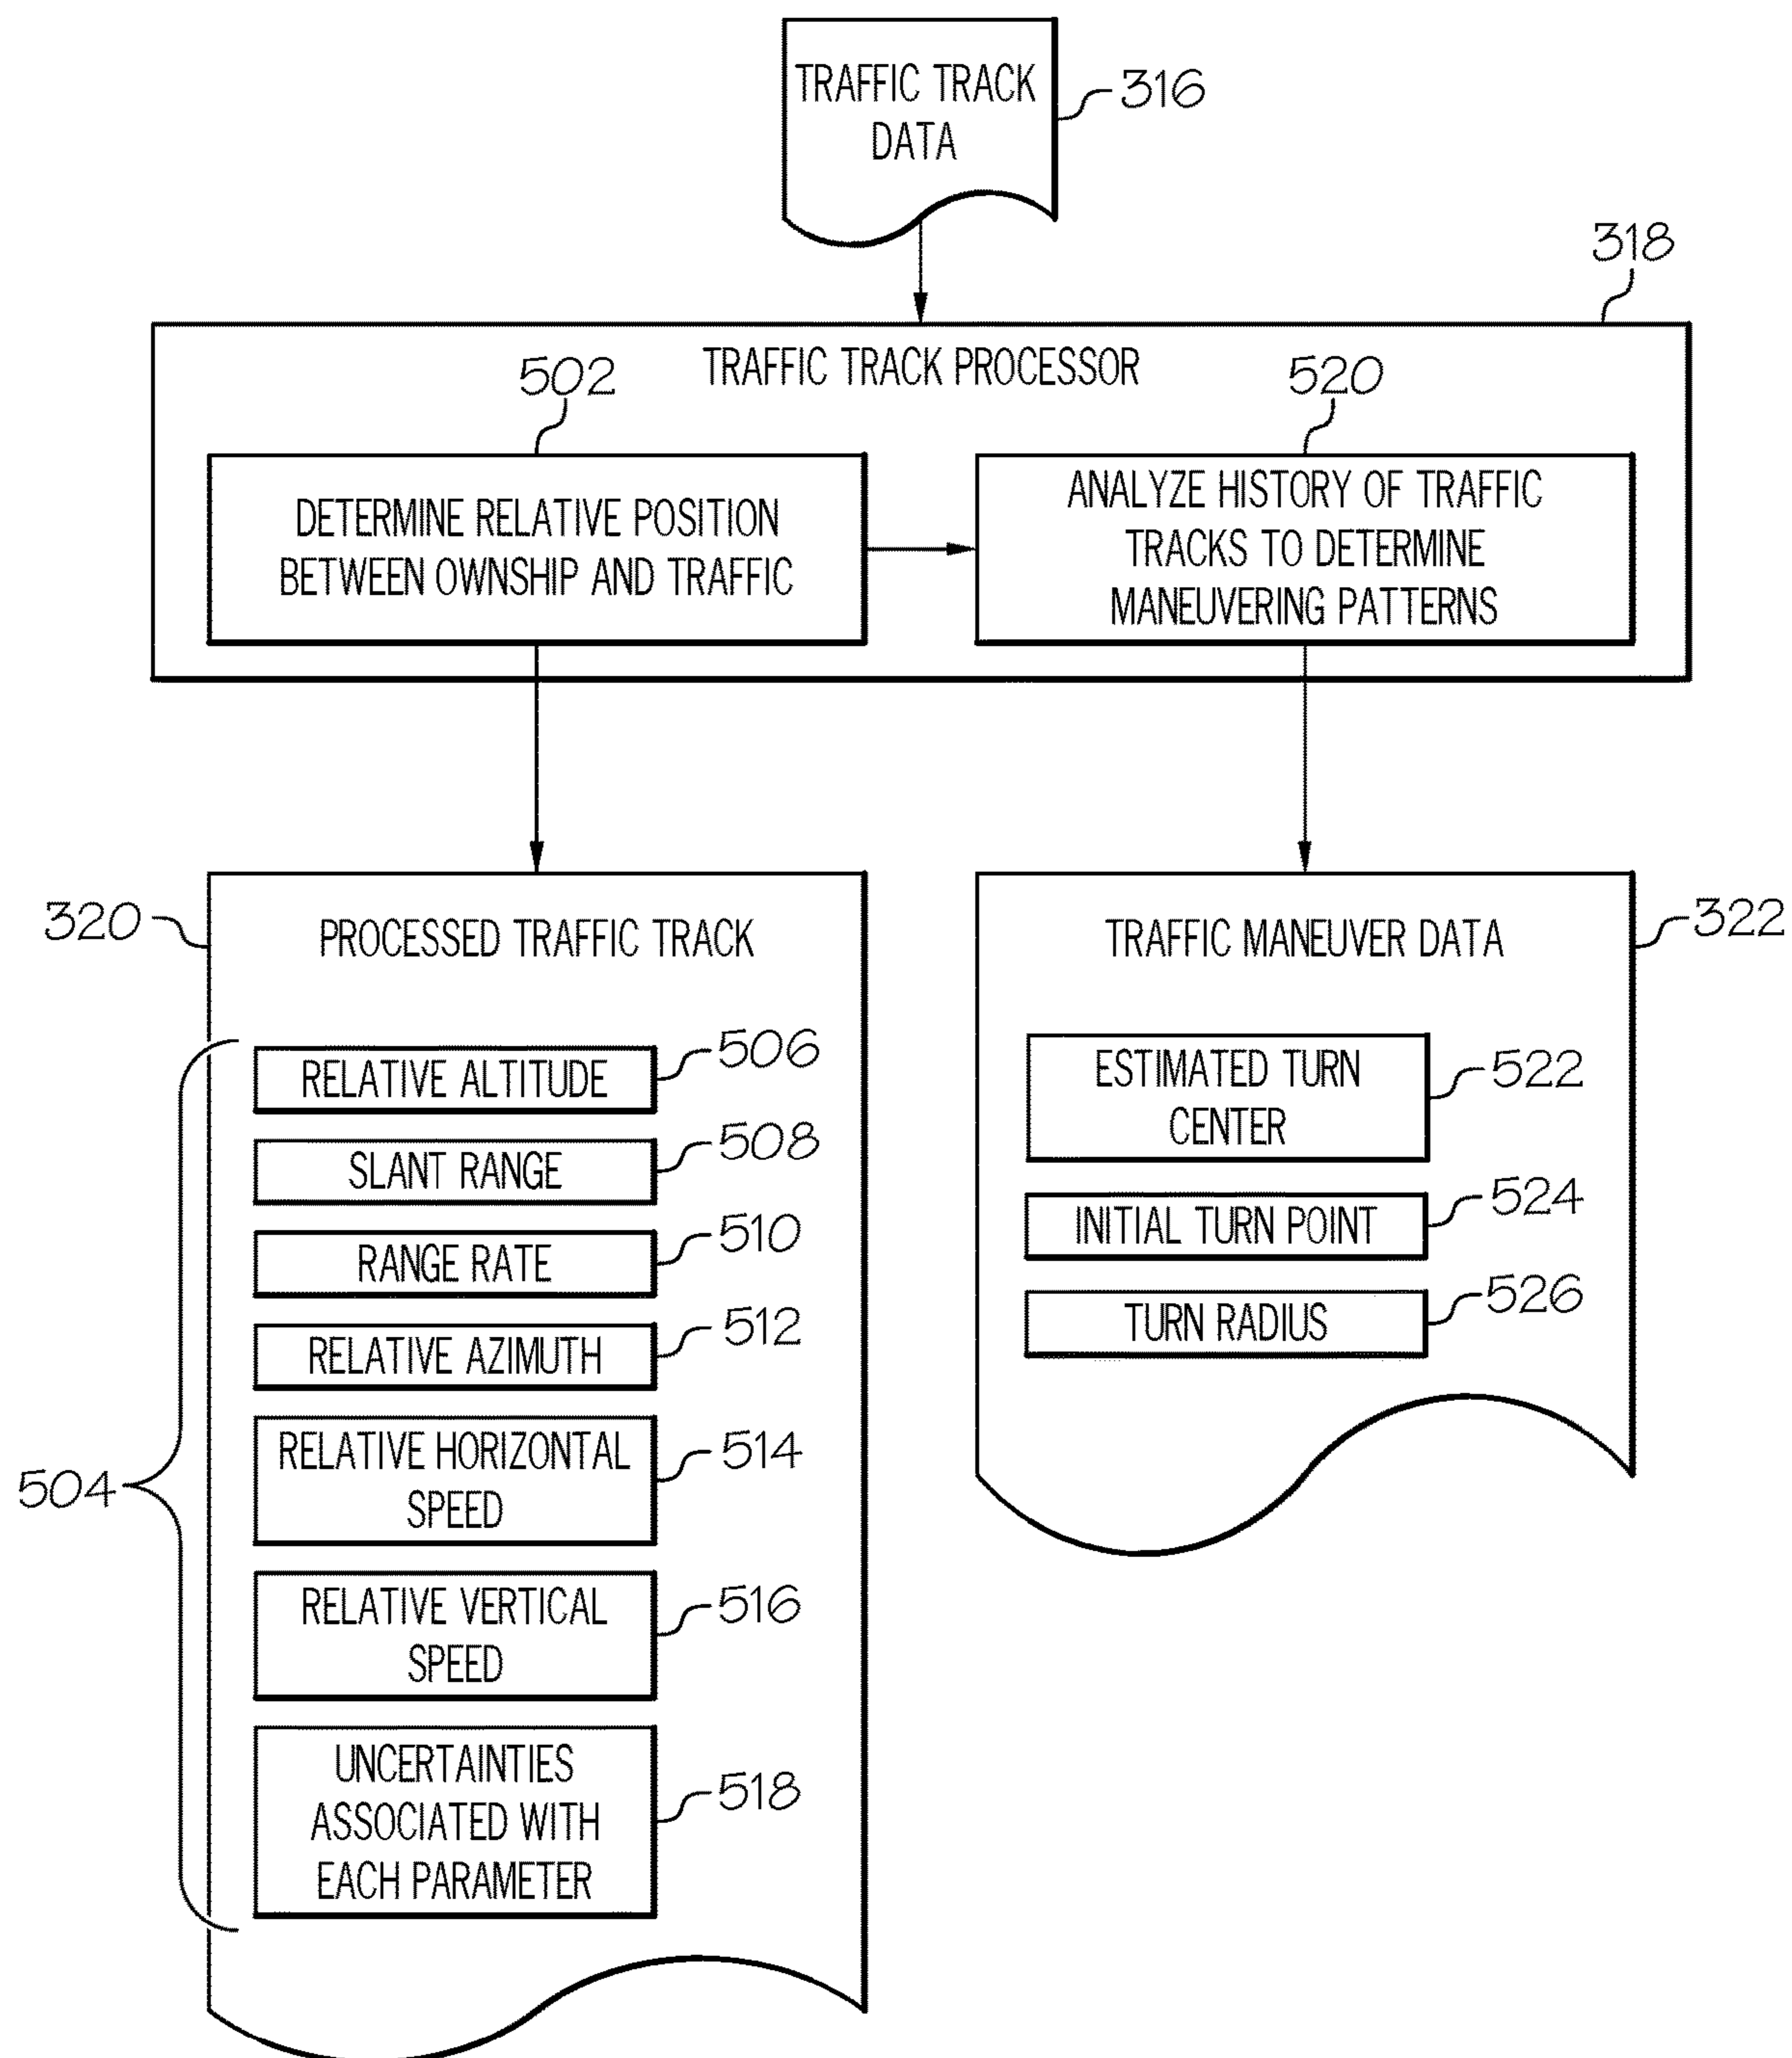 TRAFFIC TRACK
DATA
316
318
TRAFFIC TRACK PROCESSOR
502
520
DETERMINE RELATIVE POSITION
BETWEEN OWNSHIP AND TRAFFIC
ANALYZE HISTORY OF TRAFFIC
TRACKS TO DETERMINE
MANEUVERING PATTERNS
320
PROCESSED TRAFFIC TRACK
504
RELATIVE ALTITUDE
506
SLANT RANGE
508
RANGE RATE
510
RELATIVE AZIMUTH
512
RELATIVE HORIZONTAL
SPEED
514
RELATIVE VERTICAL
SPEED
516
UNCERTAINTIES
ASSOCIATED WITH
EACH PARAMETER
518
TRAFFIC MANEUVER DATA
322
ESTIMATED TURN
CENTER
522
INITIAL TURN POINT
524
TURN RADIUS
526